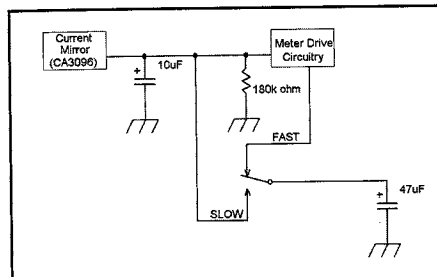 Current
Mirror
(CA3096)
Meter Drive
Circuitry
+
10uF
180k ohm
FAST
SLOW
+
47uF